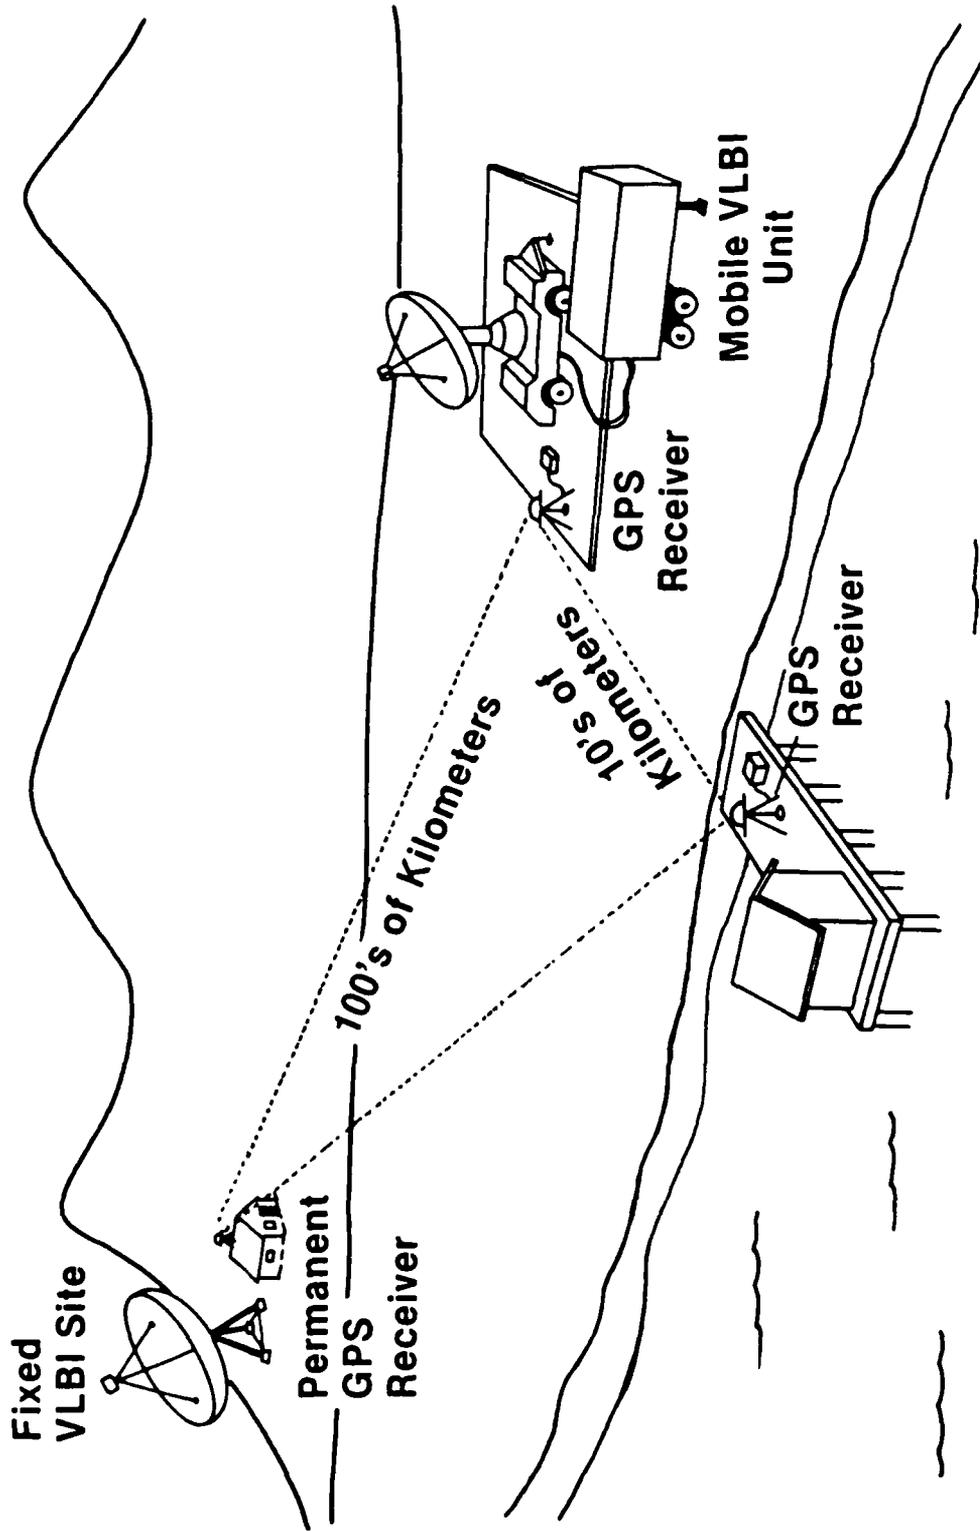 Fixed
VLBI Site
Permanent
GPS
Receiver
100's of Kilometers
10's of
Kilometers
GPS
Receiver
Mobile VLBI
Unit
GPS
Receiver